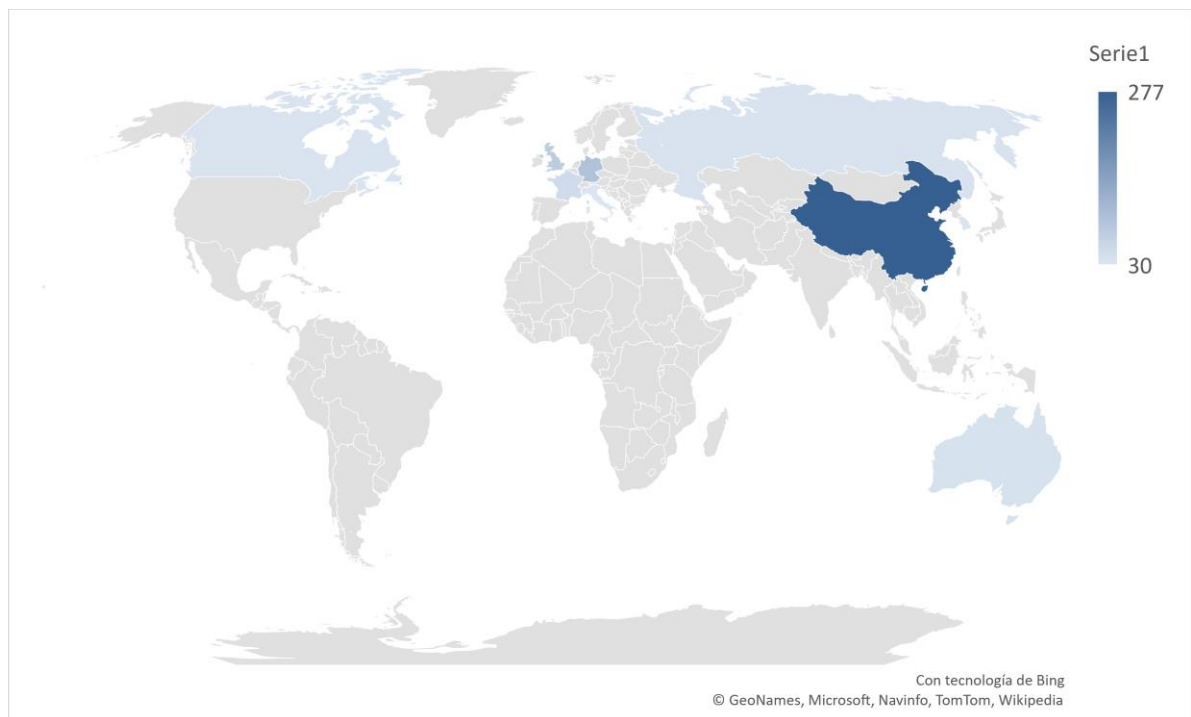 Serie1
277
30
Con tecnología de Bing
© GeoNames, Microsoft, Navinfo, TomTom, Wikipedia